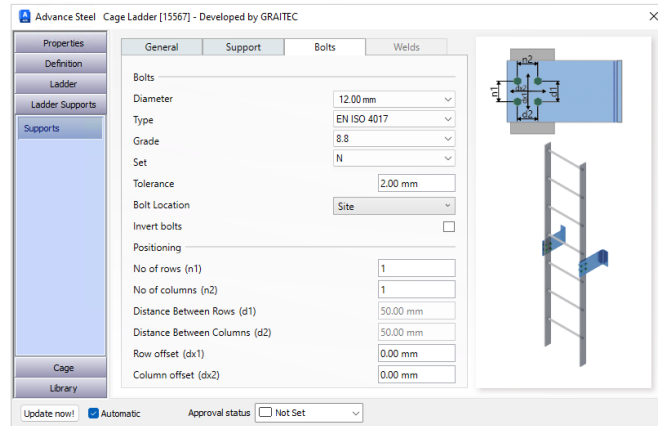 Advance Steel Cage Ladder [15567] - Developed by GRAITEC
Properties
Definition
Ladder
Ladder Supports
Supports
Cage
Library
General Support Bolts Welds
Bolts
Diameter 12.00 mm
Type EN ISO 4017
Grade 8.8
Set N
Tolerance 2.00 mm
Bolt Location Site
Invert bolts
Positioning
No of rows (n1) 1
No of columns (n2) 1
Distance Between Rows (d1) 50.00 mm
Distance Between Columns (d2) 50.00 mm
Row offset (dx1) 0.00 mm
Column offset (dx2) 0.00 mm
n2
n1 dx2 dx1 d1
d2
Update now! Automatic Approval status Not Set